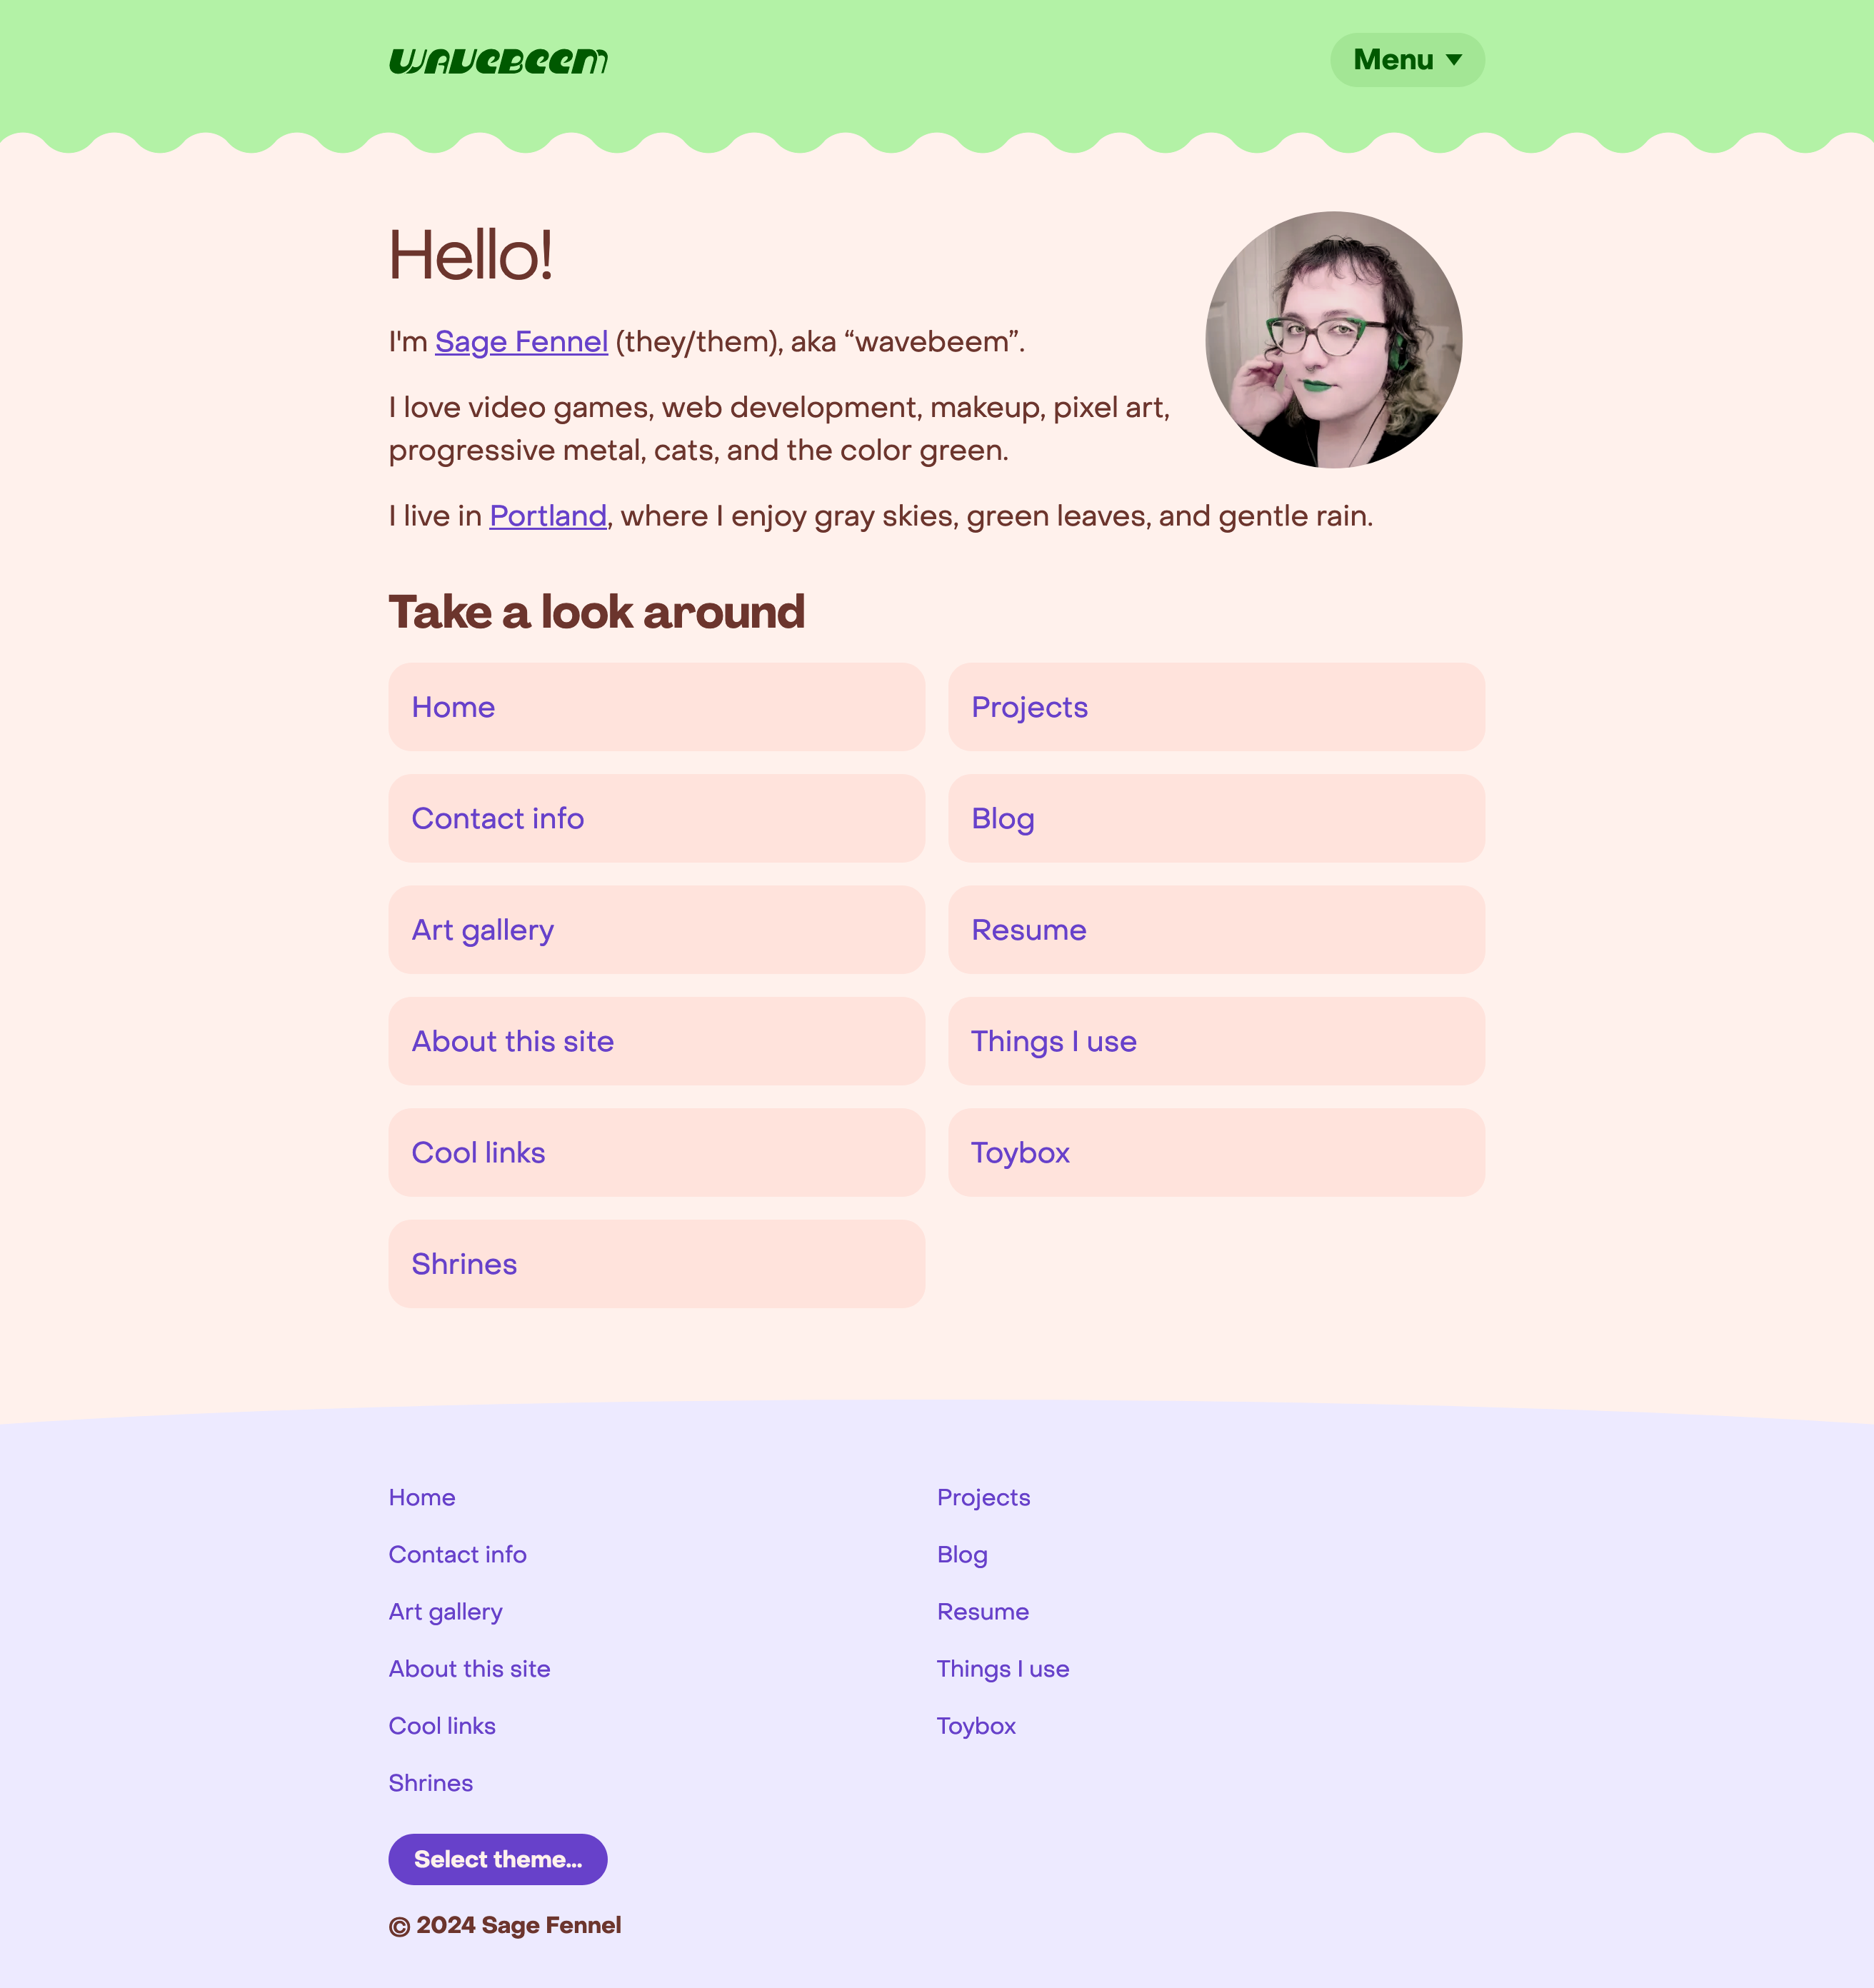 WAVEBEEM
Menu
Hello!
I'm Sage Fennel (they/them), aka “wavebeem”.
I love video games, web development, makeup, pixel art,
progressive metal, cats, and the color green.
I live in Portland, where I enjoy gray skies, green leaves, and gentle rain.
Take a look around
Home
Projects
Contact info
Blog
Art gallery
Resume
About this site
Things I use
Cool links
Toybox
Shrines
Home
Projects
Contact info
Blog
Art gallery
Resume
About this site
Things I use
Cool links
Toybox
Shrines
Select theme...
© 2024 Sage Fennel